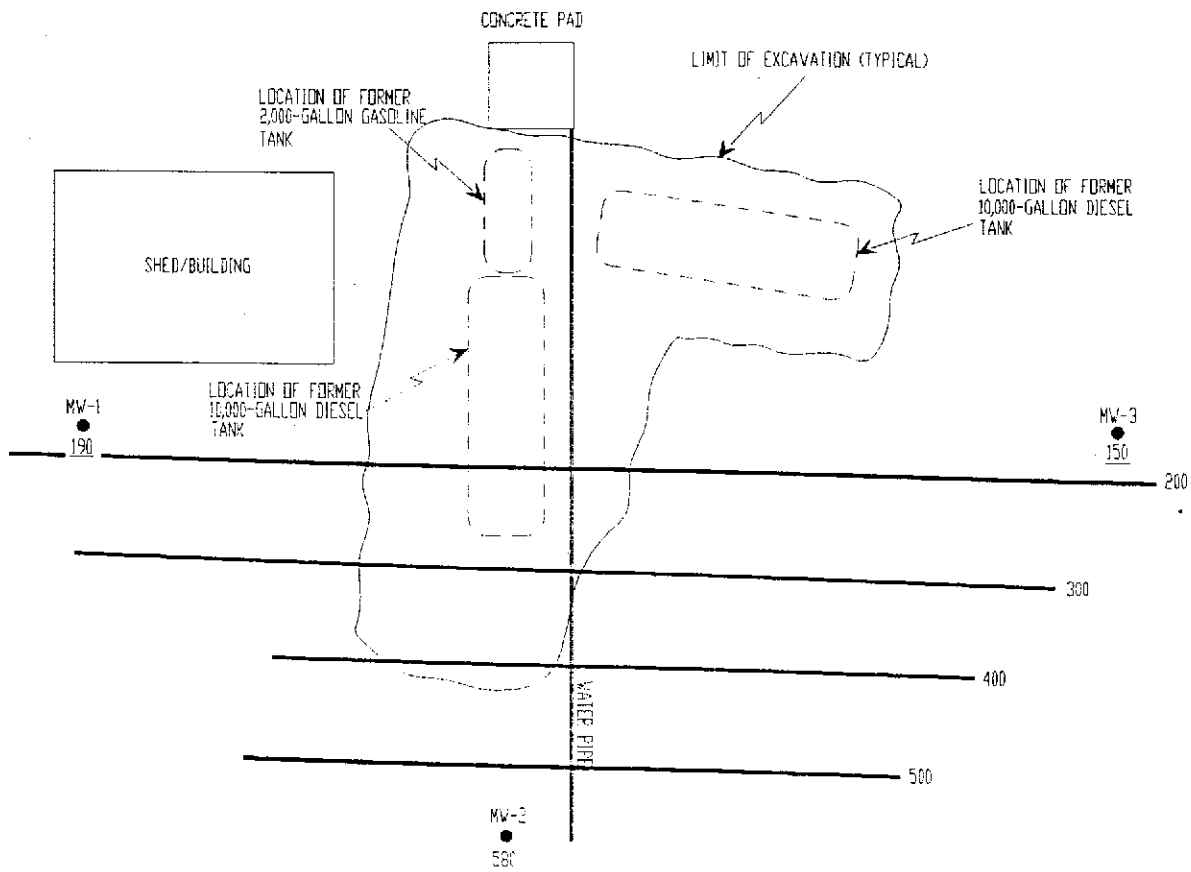 CONCRETE PAD
LIMIT OF EXCAVATION (TYPICAL)
LOCATION OF FORMER
2,000-GALLON GASOLINE
TANK
LOCATION OF FORMER
10,000-GALLON DIESEL
TANK
SHED/BUILDING
LOCATION OF FORMER
10,000-GALLON DIESEL
TANK
MW-1
190
MW-3
150
200
300
400
WATER PIPE
500
MW-2
580